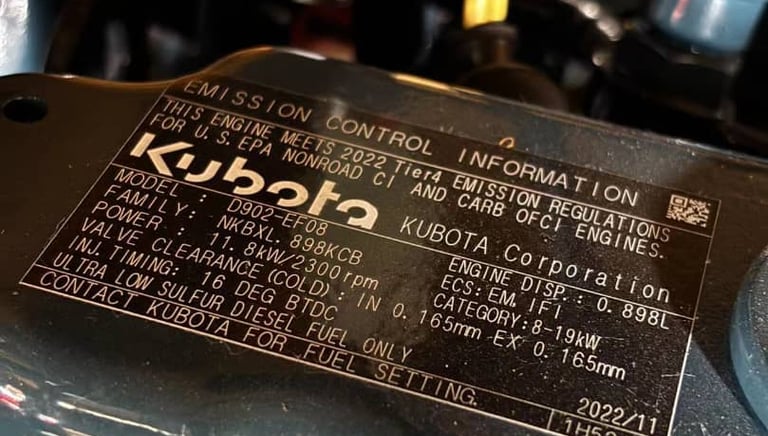 EMISSION CONTROL INFORMATION
THIS ENGINE MEETS 2022 Tier4 EMISSION REGULATIONS
FOR U.S. EPA NONROAD CI AND CARB OFCI ENGINES.
Kubota KUBOTA Corporation
MODEL: D902-EF08 ENGINE DISP.: 0.898L
FAMILY: NKBXL.898KCB ECS: EM, IFI
POWER: 11.8kW/2300rpm CATEGORY:8-19kW
VALVE CLEARANCE(COLD): IN 0.165mm EX 0.165mm
INJ.TIMING: 16 DEG BTDC
ULTRA LOW SULFUR DIESEL FUEL ONLY
CONTACT KUBOTA FOR FUEL SETTING.
2022/11